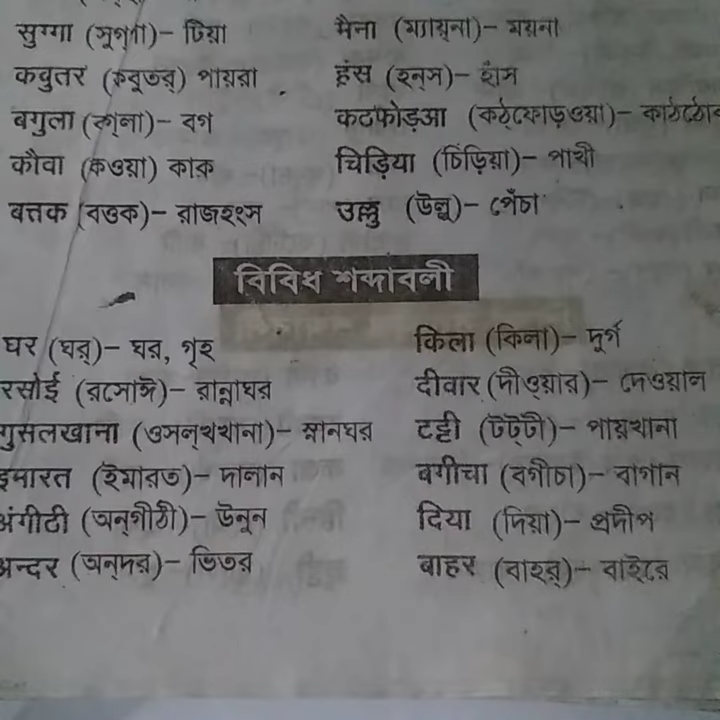 सुग्गा (সুগ্গা)– টিয়া मैना (ম্যায়না)– ময়না
कबुतर (কবুতর্) পায়রা हंस (হন্স)– হাঁস
बगुला (বগুলা)– বগ कठफोड़आ (কঠ্ফোড়ওয়া)– কাঠঠোক
कौवा (কওয়া) কাক चिड़िया (চিড়িয়া)– পাখী
बत्तक (বত্তক)– রাজহংস उल्लु (উল্লু)– পেঁচা
বিবিধ শব্দাবলী
घर (ঘর্)– ঘর, গৃহ किला (কিলা)– দুর্গ
रसोई (রসোঈ)– রান্নাঘর दीवार (দীও্য়ার)– দেওয়াল
गुसलखाना (গুসল্খানা)– স্নানঘর टट्टी (টট্টী)– পায়খানা
इमारत (ইমারত)– দালান बगीचा (বগীচা)– বাগান
अंगीटी (অন্গীঠী)– উনুন दिया (দিয়া)– প্রদীপ
अन्दर (অন্দর)– ভিতর बाहर (বাহর্)– বাইরে